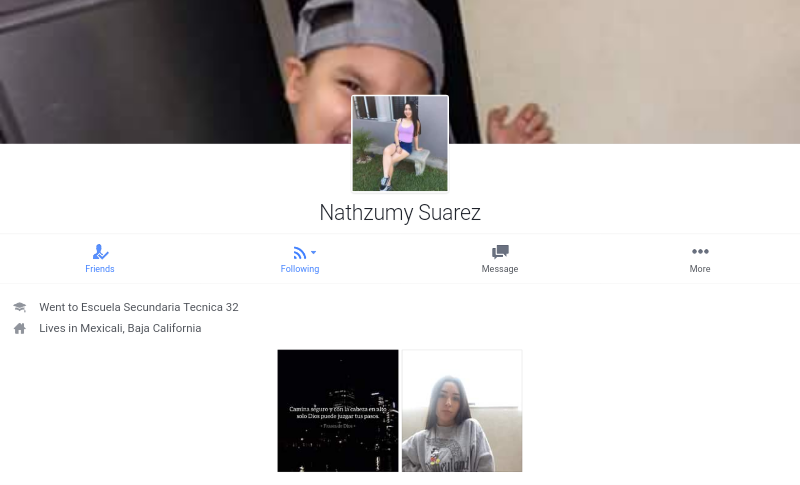 Nathzumy Suarez
Friends
Following
Message
More
Went to Escuela Secundaria Tecnica 32
Lives in Mexicali, Baja California
Camina seguro y con la cabeza en alto
solo Dios puede juzgar tus pasos.